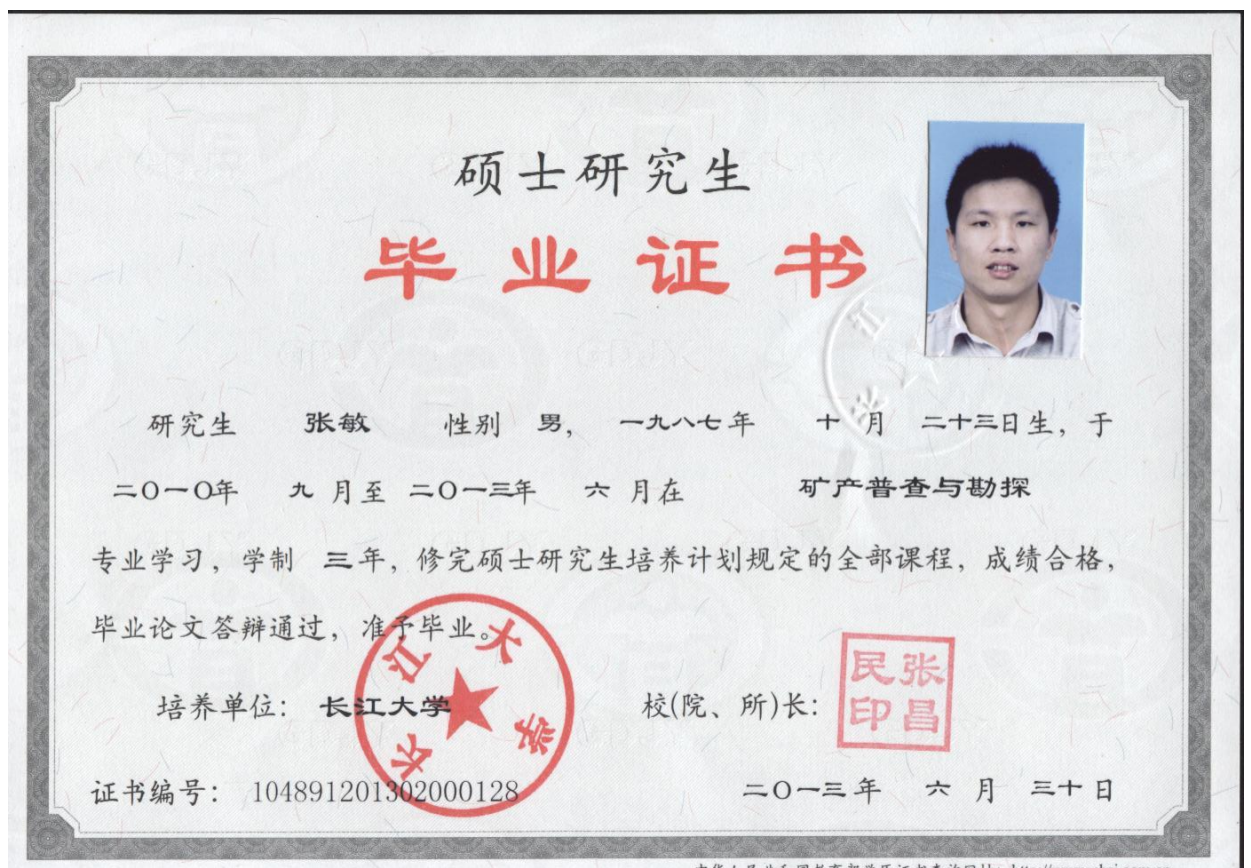 硕士研究生
毕业证书
研究生 张敏 性别 男, 一九八七年 十月 二十三日生, 于
二〇一〇年 九月至 二〇一三年 六月在 矿产普查与勘探
专业学习, 学制 三年, 修完硕士研究生培养计划规定的全部课程, 成绩合格,
毕业论文答辩通过, 准予毕业。
长江大学
培养单位: 长江大学 校(院、所)长: 张昌民印
证书编号: 104891201302000128 二〇一三年 六月 三十日